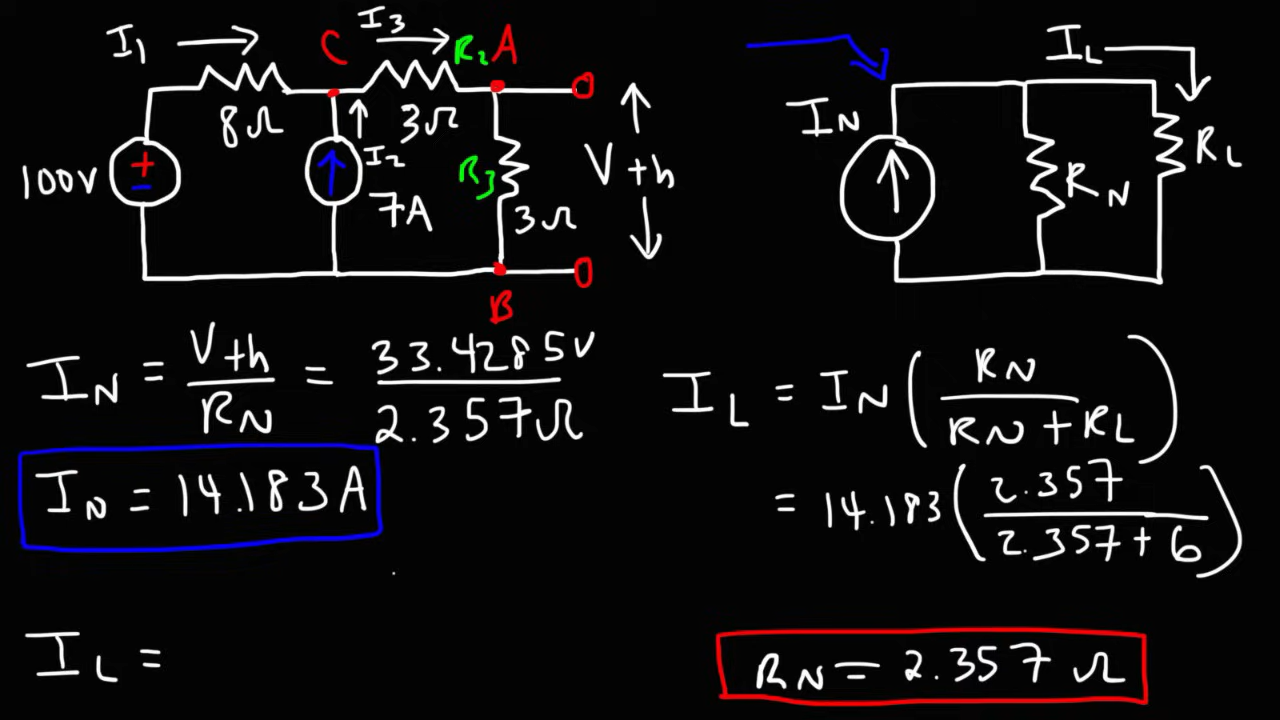 I1 I3 C R2 A
8Ω 3Ω
100V + - I2 7A R3 3Ω Vth
B
IN RN RL IL
IN = Vth / RN = 33.4285V / 2.357Ω
IN = 14.183A
IL = IN ( RN / RN + RL )
= 14.183 ( 2.357 / 2.357 + 6 )
IL =
RN = 2.357 Ω